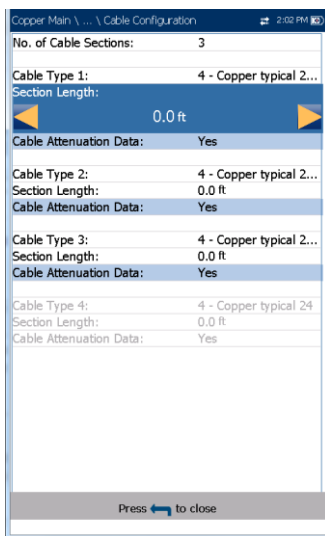 Copper Main \ ... \ Cable Configuration 2:02 PM
No. of Cable Sections: 3
Cable Type 1: 4 - Copper typical 2...
Section Length:
0.0 ft
Cable Attenuation Data: Yes
Cable Type 2: 4 - Copper typical 2...
Section Length: 0.0 ft
Cable Attenuation Data: Yes
Cable Type 3: 4 - Copper typical 2...
Section Length: 0.0 ft
Cable Attenuation Data: Yes
Cable Type 4: 4 - Copper typical 24
Section Length: 0.0 ft
Cable Attenuation Data: Yes
Press to close